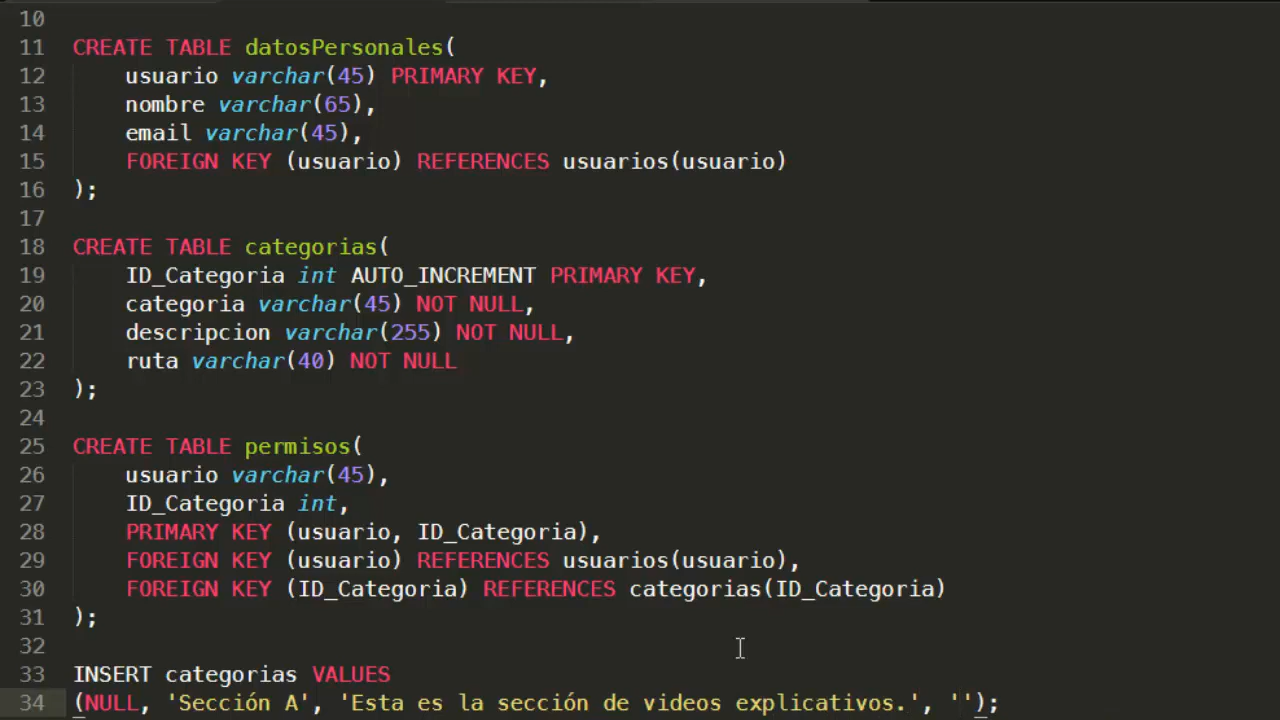 10
11 CREATE TABLE datosPersonales(
12 usuario varchar(45) PRIMARY KEY,
13 nombre varchar(65),
14 email varchar(45),
15 FOREIGN KEY (usuario) REFERENCES usuarios(usuario)
16 );
17
18 CREATE TABLE categorias(
19 ID_Categoria int AUTO_INCREMENT PRIMARY KEY,
20 categoria varchar(45) NOT NULL,
21 descripcion varchar(255) NOT NULL,
22 ruta varchar(40) NOT NULL
23 );
24
25 CREATE TABLE permisos(
26 usuario varchar(45),
27 ID_Categoria int,
28 PRIMARY KEY (usuario, ID_Categoria),
29 FOREIGN KEY (usuario) REFERENCES usuarios(usuario),
30 FOREIGN KEY (ID_Categoria) REFERENCES categorias(ID_Categoria)
31 );
32
33 INSERT categorias VALUES
34 (NULL, 'Sección A', 'Esta es la sección de videos explicativos.', '');